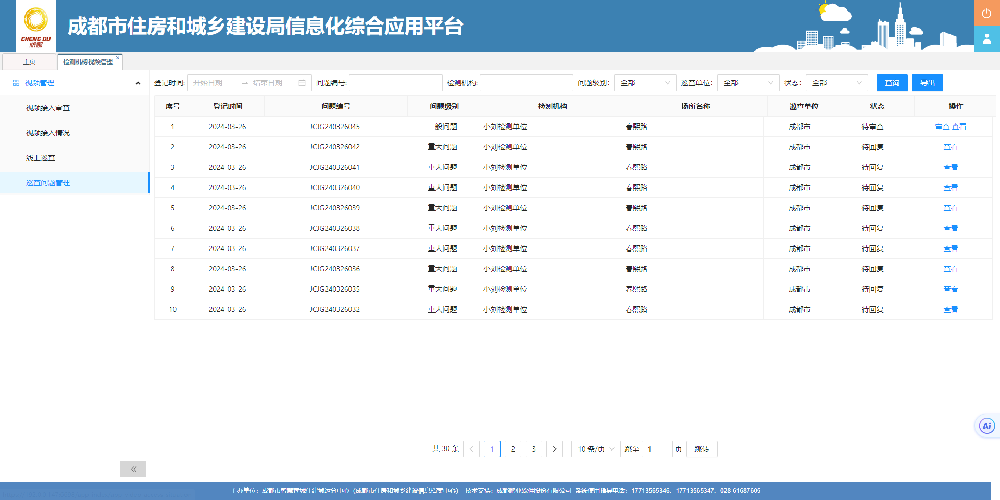 CHENG DU
成都
成都市住房和城乡建设局信息化综合应用平台
主页 检测机构视频管理
视频管理
视频接入审查
视频接入情况
线上巡查
巡查问题管理
登记时间: 开始日期 结束日期 问题编号: 检测机构: 问题级别: 全部 巡查单位: 全部 状态: 全部 查询 导出
序号 登记时间 问题编号 问题级别 检测机构 场所名称 巡查单位 状态 操作
1 2024-03-26 JCJG240326045 一般问题 小刘检测单位 春熙路 成都市 待审查 审查 查看
2 2024-03-26 JCJG240326042 重大问题 小刘检测单位 春熙路 成都市 待回复 查看
3 2024-03-26 JCJG240326041 重大问题 小刘检测单位 春熙路 成都市 待回复 查看
4 2024-03-26 JCJG240326040 重大问题 小刘检测单位 春熙路 成都市 待回复 查看
5 2024-03-26 JCJG240326039 重大问题 小刘检测单位 春熙路 成都市 待回复 查看
6 2024-03-26 JCJG240326038 重大问题 小刘检测单位 春熙路 成都市 待回复 查看
7 2024-03-26 JCJG240326037 重大问题 小刘检测单位 春熙路 成都市 待回复 查看
8 2024-03-26 JCJG240326036 重大问题 小刘检测单位 春熙路 成都市 待回复 查看
9 2024-03-26 JCJG240326035 重大问题 小刘检测单位 春熙路 成都市 待回复 查看
10 2024-03-26 JCJG240326032 重大问题 小刘检测单位 春熙路 成都市 待回复 查看
Ai
共 30 条 < 1 2 3 > 10 条/页 跳至 1 页 跳转
主办单位：成都市智慧蓉城住建城运分中心（成都市住房和城乡建设信息档案中心） 技术支持：成都鹏业软件股份有限公司 系统使用指导电话：17713565346、17713565347、028-61687605